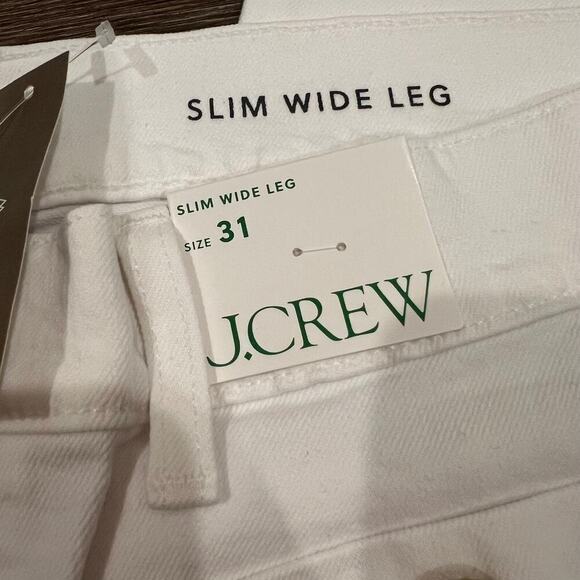 SLIM WIDE LEG
SLIM WIDE LEG
SIZE 31
J.CREW